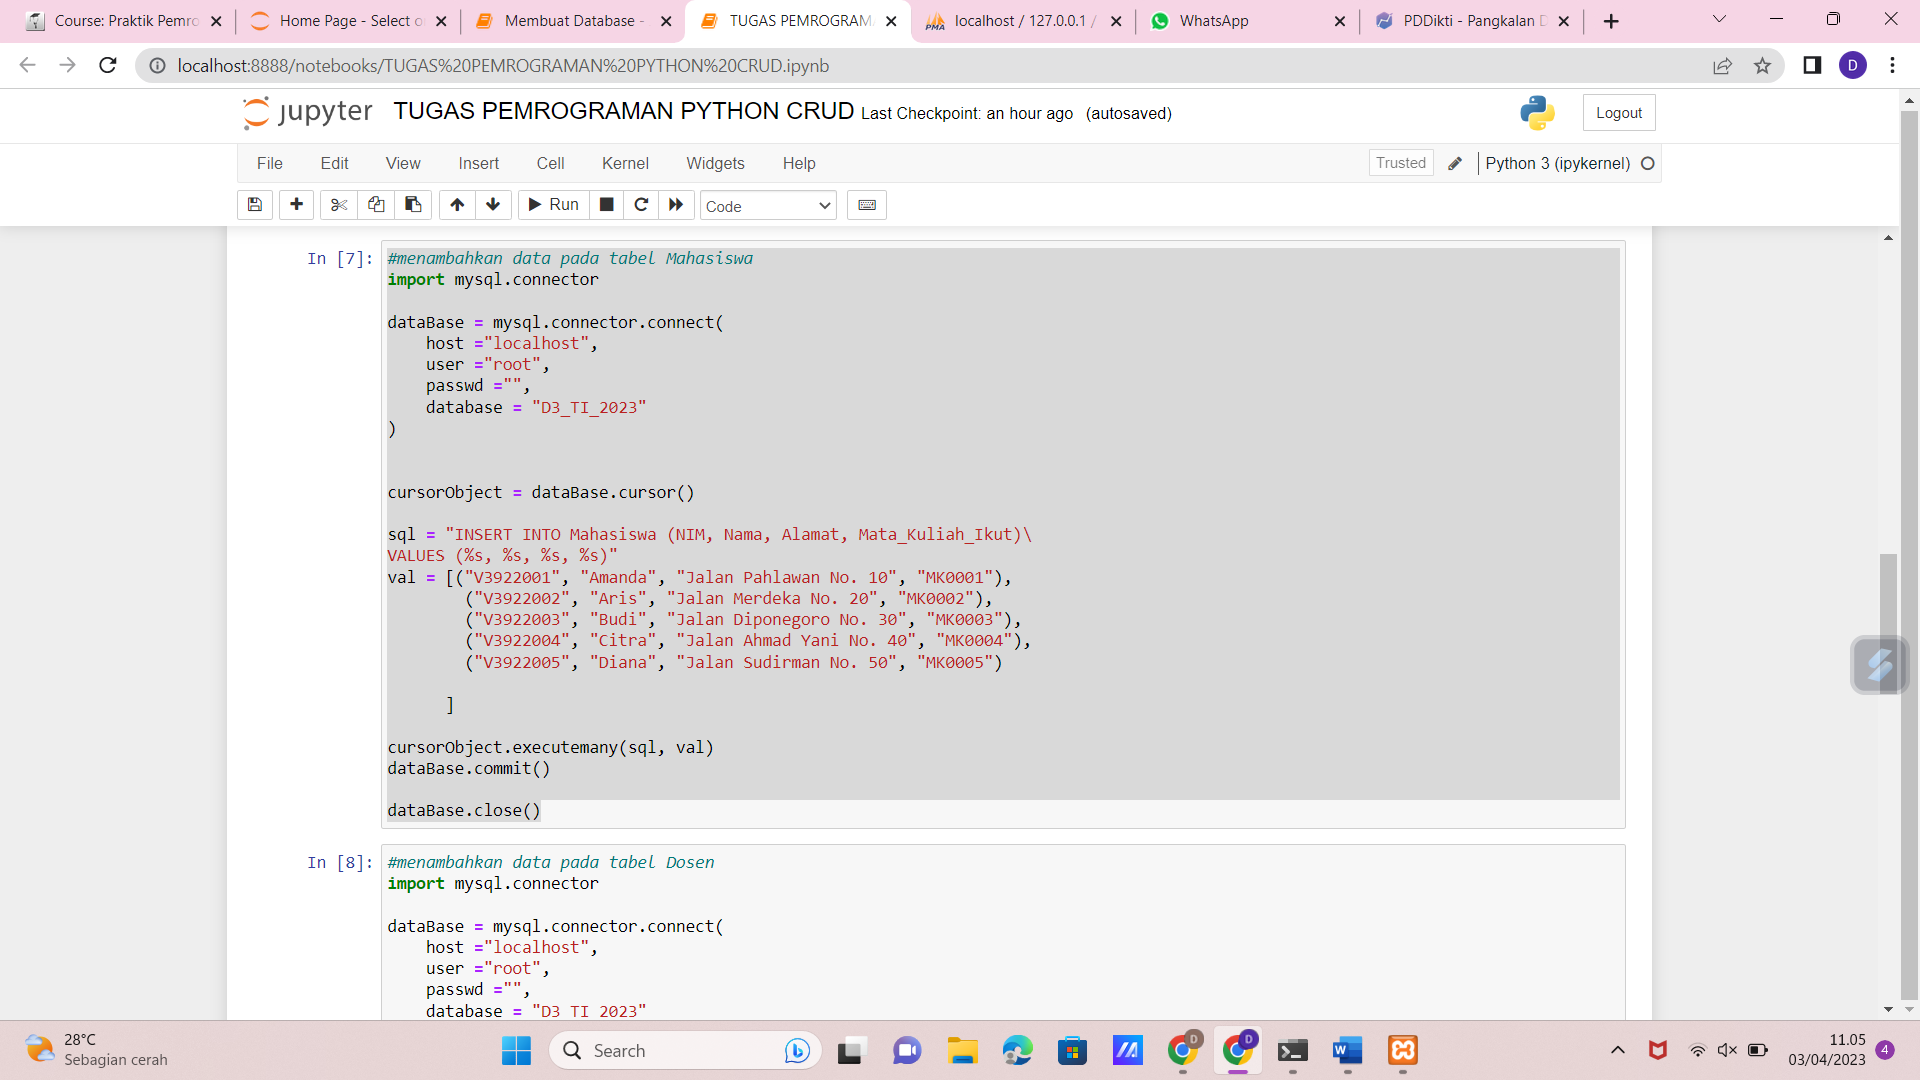 Course: Praktik Pemro
Home Page - Select o
Membuat Database -
TUGAS PEMROGRAM
localhost / 127.0.0.1 /
WhatsApp
PDDikti - Pangkalan D
localhost:8888/notebooks/TUGAS%20PEMROGRAMAN%20PYTHON%20CRUD.ipynb
D
jupyter TUGAS PEMROGRAMAN PYTHON CRUD Last Checkpoint: an hour ago (autosaved)
Logout
File Edit View Insert Cell Kernel Widgets Help
Trusted
Python 3 (ipykernel)
Run
Code
In [7]:
#menambahkan data pada tabel Mahasiswa
import mysql.connector
dataBase = mysql.connector.connect(
host ="localhost",
user ="root",
passwd ="",
database = "D3_TI_2023"
)
cursorObject = dataBase.cursor()
sql = "INSERT INTO Mahasiswa (NIM, Nama, Alamat, Mata_Kuliah_Ikut)\
VALUES (%s, %s, %s, %s)"
val = [("V3922001", "Amanda", "Jalan Pahlawan No. 10", "MK0001"),
("V3922002", "Aris", "Jalan Merdeka No. 20", "MK0002"),
("V3922003", "Budi", "Jalan Diponegoro No. 30", "MK0003"),
("V3922004", "Citra", "Jalan Ahmad Yani No. 40", "MK0004"),
("V3922005", "Diana", "Jalan Sudirman No. 50", "MK0005")
]
cursorObject.executemany(sql, val)
dataBase.commit()
dataBase.close()
In [8]:
#menambahkan data pada tabel Dosen
import mysql.connector
dataBase = mysql.connector.connect(
host ="localhost",
user ="root",
passwd ="",
database = "D3_TI_2023"
28°C
Sebagian cerah
Search
11.05
03/04/2023
4